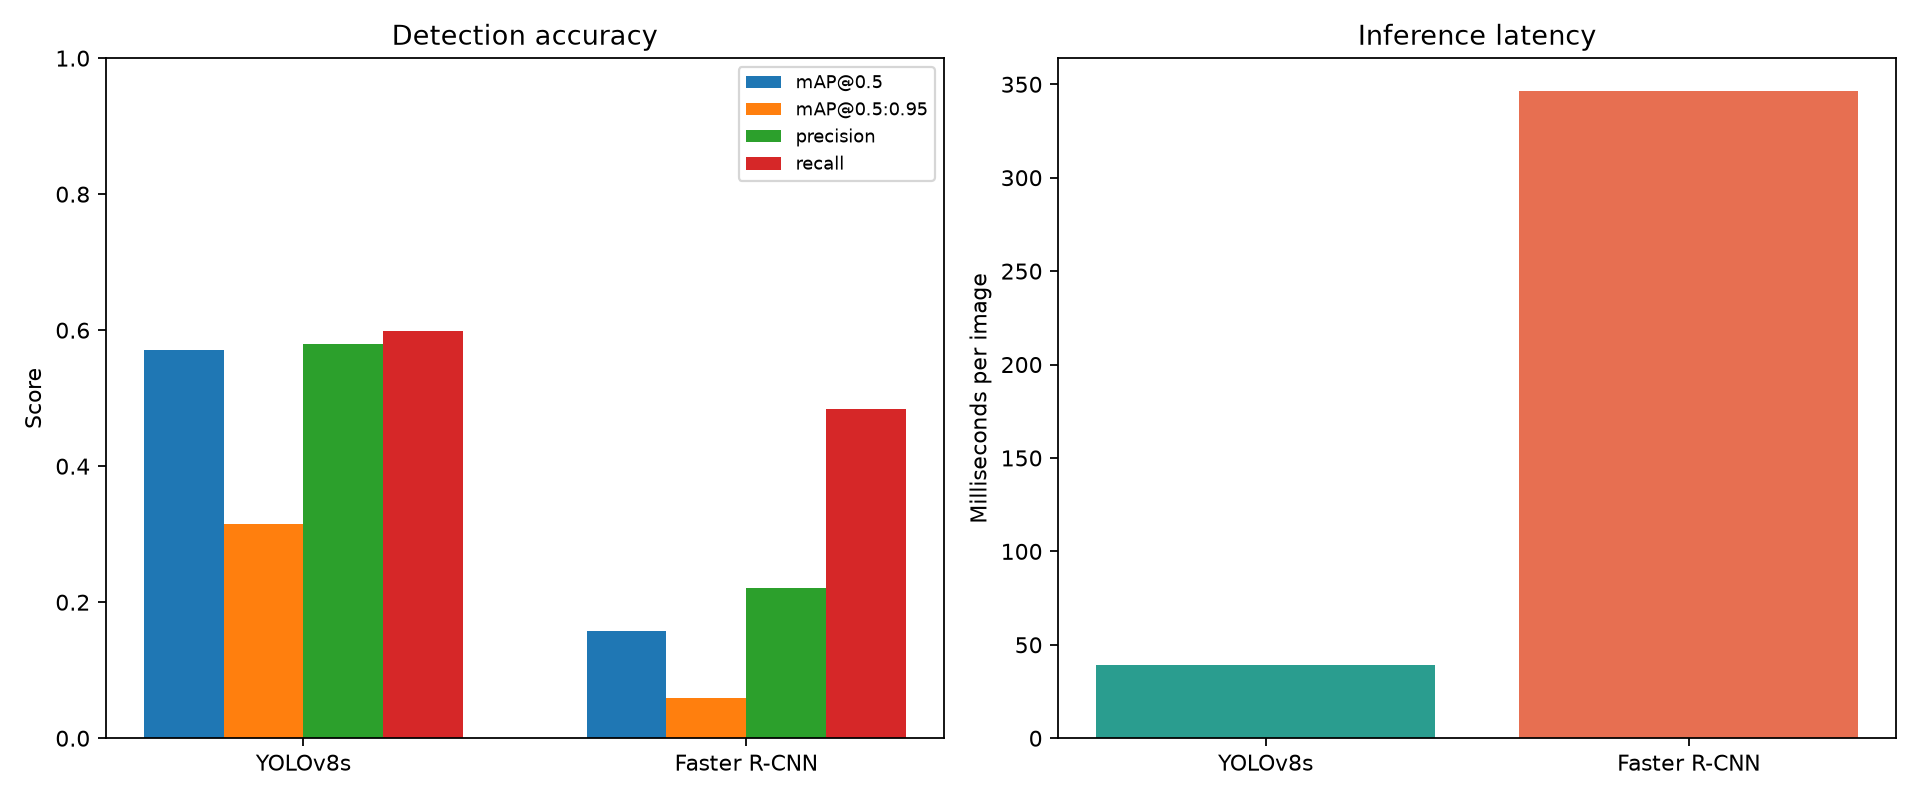 Detection accuracy
1.0
0.8
0.6
0.4
0.2
0.0
Score
mAP@0.5
mAP@0.5:0.95
precision
recall
YOLOv8s
Faster R-CNN
Inference latency
350
300
250
200
150
100
50
0
Milliseconds per image
YOLOv8s
Faster R-CNN